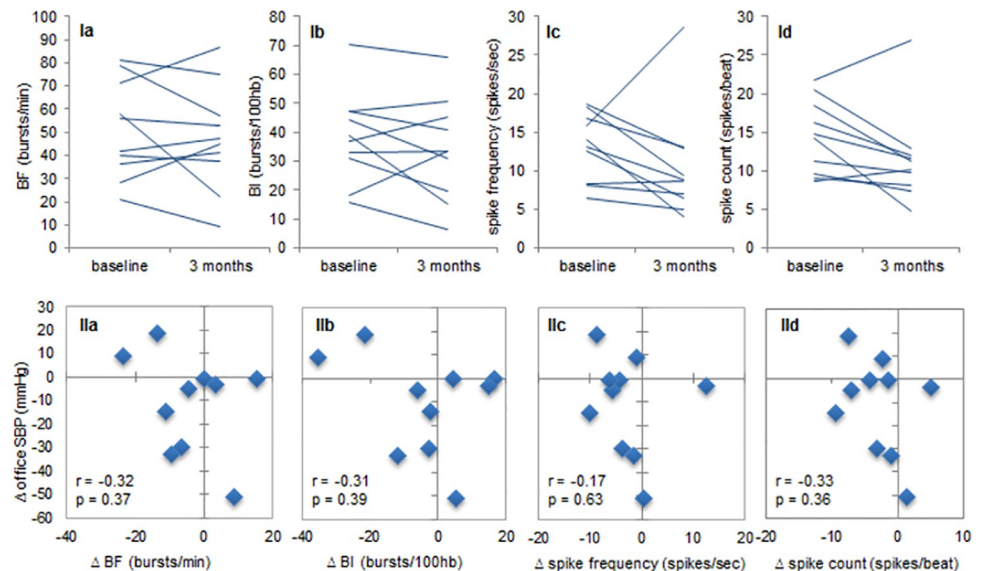 Ia
BF (bursts/min)
100
90
80
70
60
50
40
30
20
10
0
baseline
3 months
Ib
BI (bursts/100hb)
80
70
60
50
40
30
20
10
0
baseline
3 months
Ic
spike frequency (spikes/sec)
30
25
20
15
10
5
0
baseline
3 months
Id
spike count (spikes/beat)
30
25
20
15
10
5
0
baseline
3 months
IIa
Δ office SBP (mmHg)
30
20
10
0
-10
-20
-30
-40
-50
-60
r = -0.32
p = 0.37
-40
-20
0
20
Δ BF (bursts/min)
IIb
r = -0.31
p = 0.39
-40
-20
0
20
Δ BI (bursts/100hb)
IIc
r = -0.17
p = 0.63
-20
-10
0
10
20
Δ spike frequency (spikes/sec)
IId
r = -0.33
p = 0.36
-20
-10
0
10
Δ spike count (spikes/beat)